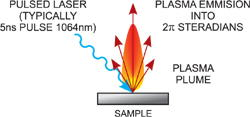 PULSED LASER
(TYPICALLY
5ns PULSE 1064nm)
PLASMA EMMISION
INTO
2π STERADIANS
PLASMA
PLUME
SAMPLE